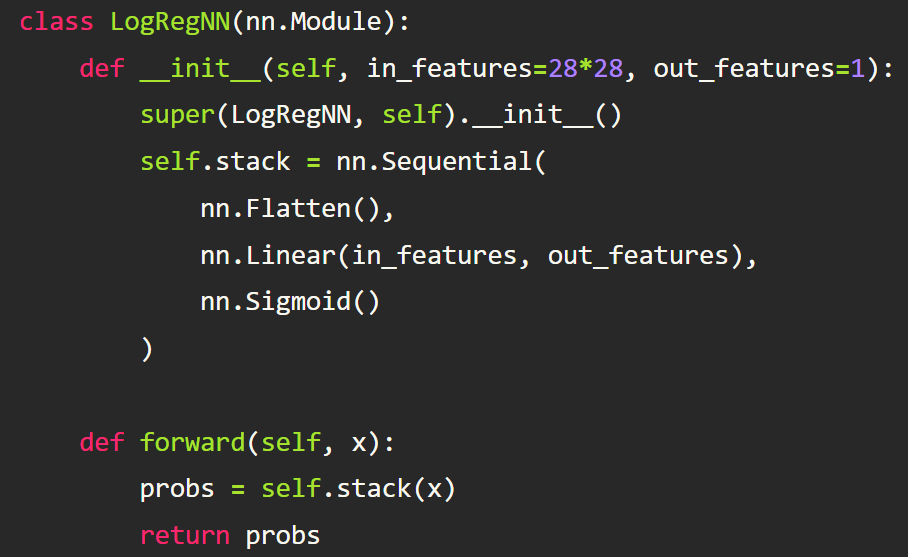 class LogRegNN(nn.Module):
    def __init__(self, in_features=28*28, out_features=1):
        super(LogRegNN, self).__init__()
        self.stack = nn.Sequential(
            nn.Flatten(),
            nn.Linear(in_features, out_features),
            nn.Sigmoid()
        )
    def forward(self, x):
        probs = self.stack(x)
        return probs